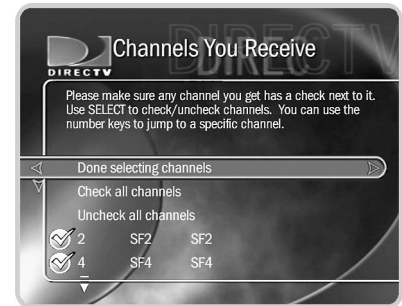 DIRECTV
Channels You Receive
DIRECTV
Please make sure any channel you get has a check next to it.
Use SELECT to check/uncheck channels. You can use the
number keys to jump to a specific channel.
Done selecting channels
Check all channels
Uncheck all channels
2 SF2 SF2
4 SF4 SF4